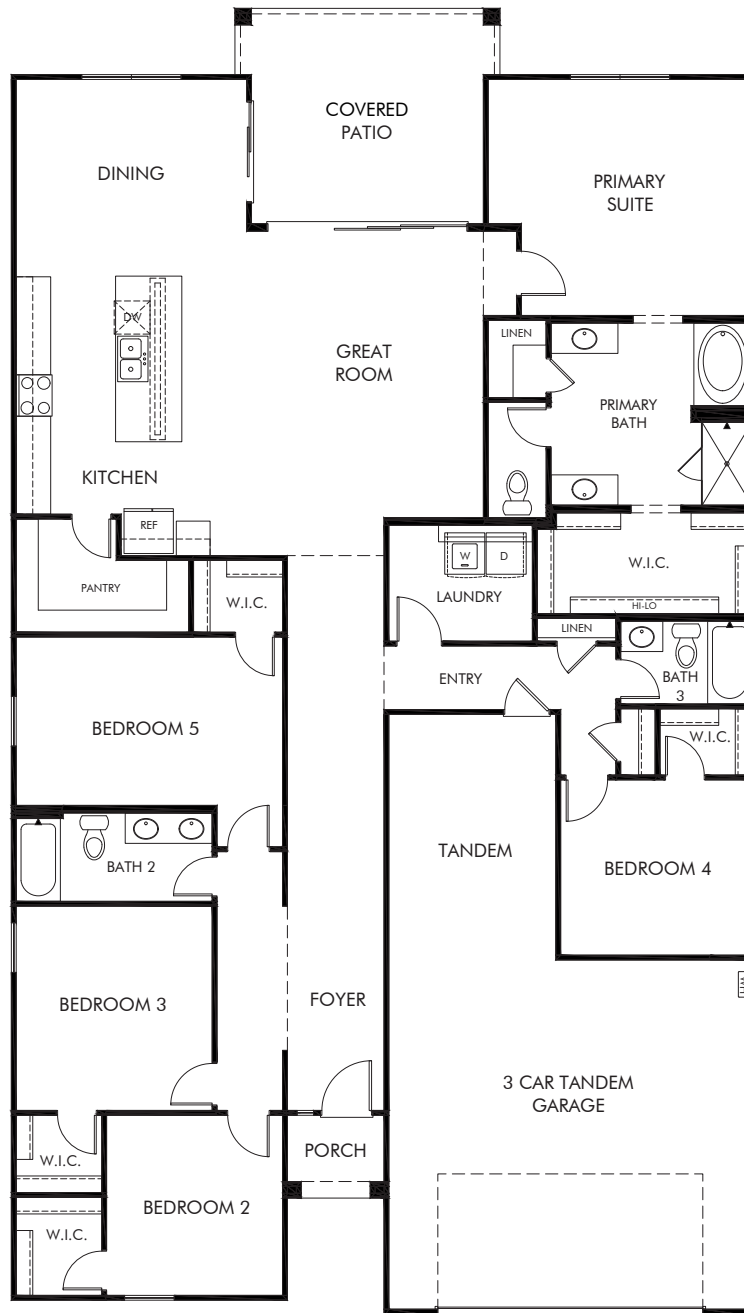 COVERED
PATIO
DINING
PRIMARY
SUITE
DW
LINEN
GREAT
ROOM
PRIMARY
BATH
KITCHEN
REF
W.I.C.
PANTRY
W.I.C.
W
D
LAUNDRY
HI-LO
LINEN
ENTRY
BATH
3
BEDROOM 5
W.I.C.
TANDEM
BATH 2
BEDROOM 4
BEDROOM 3
FOYER
3 CAR TANDEM
GARAGE
PORCH
W.I.C.
BEDROOM 2
W.I.C.